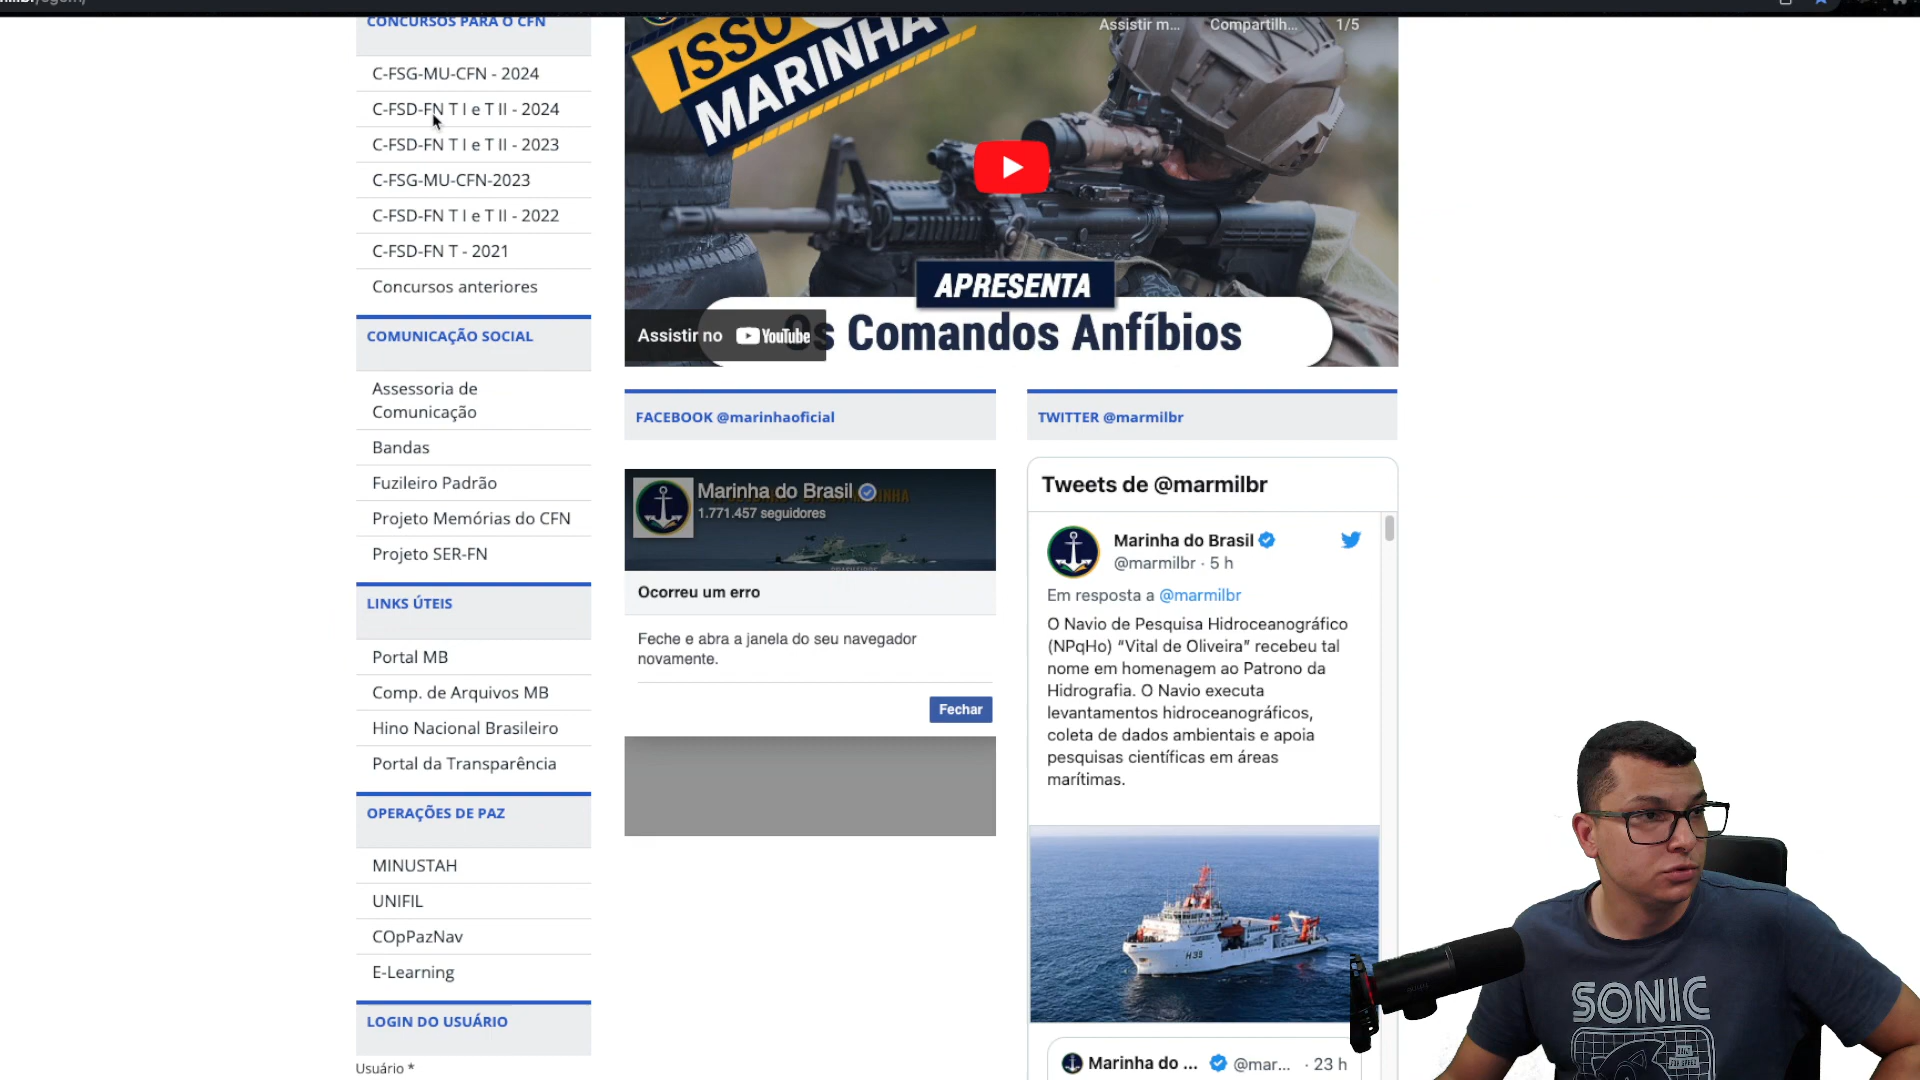 CONCURSOS PARA O CFN
C-FSG-MU-CFN - 2024
C-FSD-FN T I e T II - 2024
C-FSD-FN T I e T II - 2023
C-FSG-MU-CFN-2023
C-FSD-FN T I e T II - 2022
C-FSD-FN T - 2021
Concursos anteriores
COMUNICAÇÃO SOCIAL
Assessoria de
Comunicação
Bandas
Fuzileiro Padrão
Projeto Memórias do CFN
Projeto SER-FN
LINKS ÚTEIS
Portal MB
Comp. de Arquivos MB
Hino Nacional Brasileiro
Portal da Transparência
OPERAÇÕES DE PAZ
MINUSTAH
UNIFIL
COpPazNav
E-Learning
LOGIN DO USUÁRIO
Usuário *
Assistir m... Compartilh... 1/5
ISSO
MARINHA
APRESENTA
s Comandos Anfíbios
Assistir no YouTube
FACEBOOK @marinhaoficial
Marinha do Brasil
1.771.457 seguidores
Ocorreu um erro
Feche e abra a janela do seu navegador
novamente.
Fechar
TWITTER @marmilbr
Tweets de @marmilbr
Marinha do Brasil
@marmilbr · 5 h
Em resposta a @marmilbr
O Navio de Pesquisa Hidroceanográfico
(NPqHo) “Vital de Oliveira” recebeu tal
nome em homenagem ao Patrono da
Hidrografia. O Navio executa
levantamentos hidroceanográficos,
coleta de dados ambientais e apoia
pesquisas científicas em áreas
marítimas.
H39
Marinha do ... @mar... · 23 h
SONIC